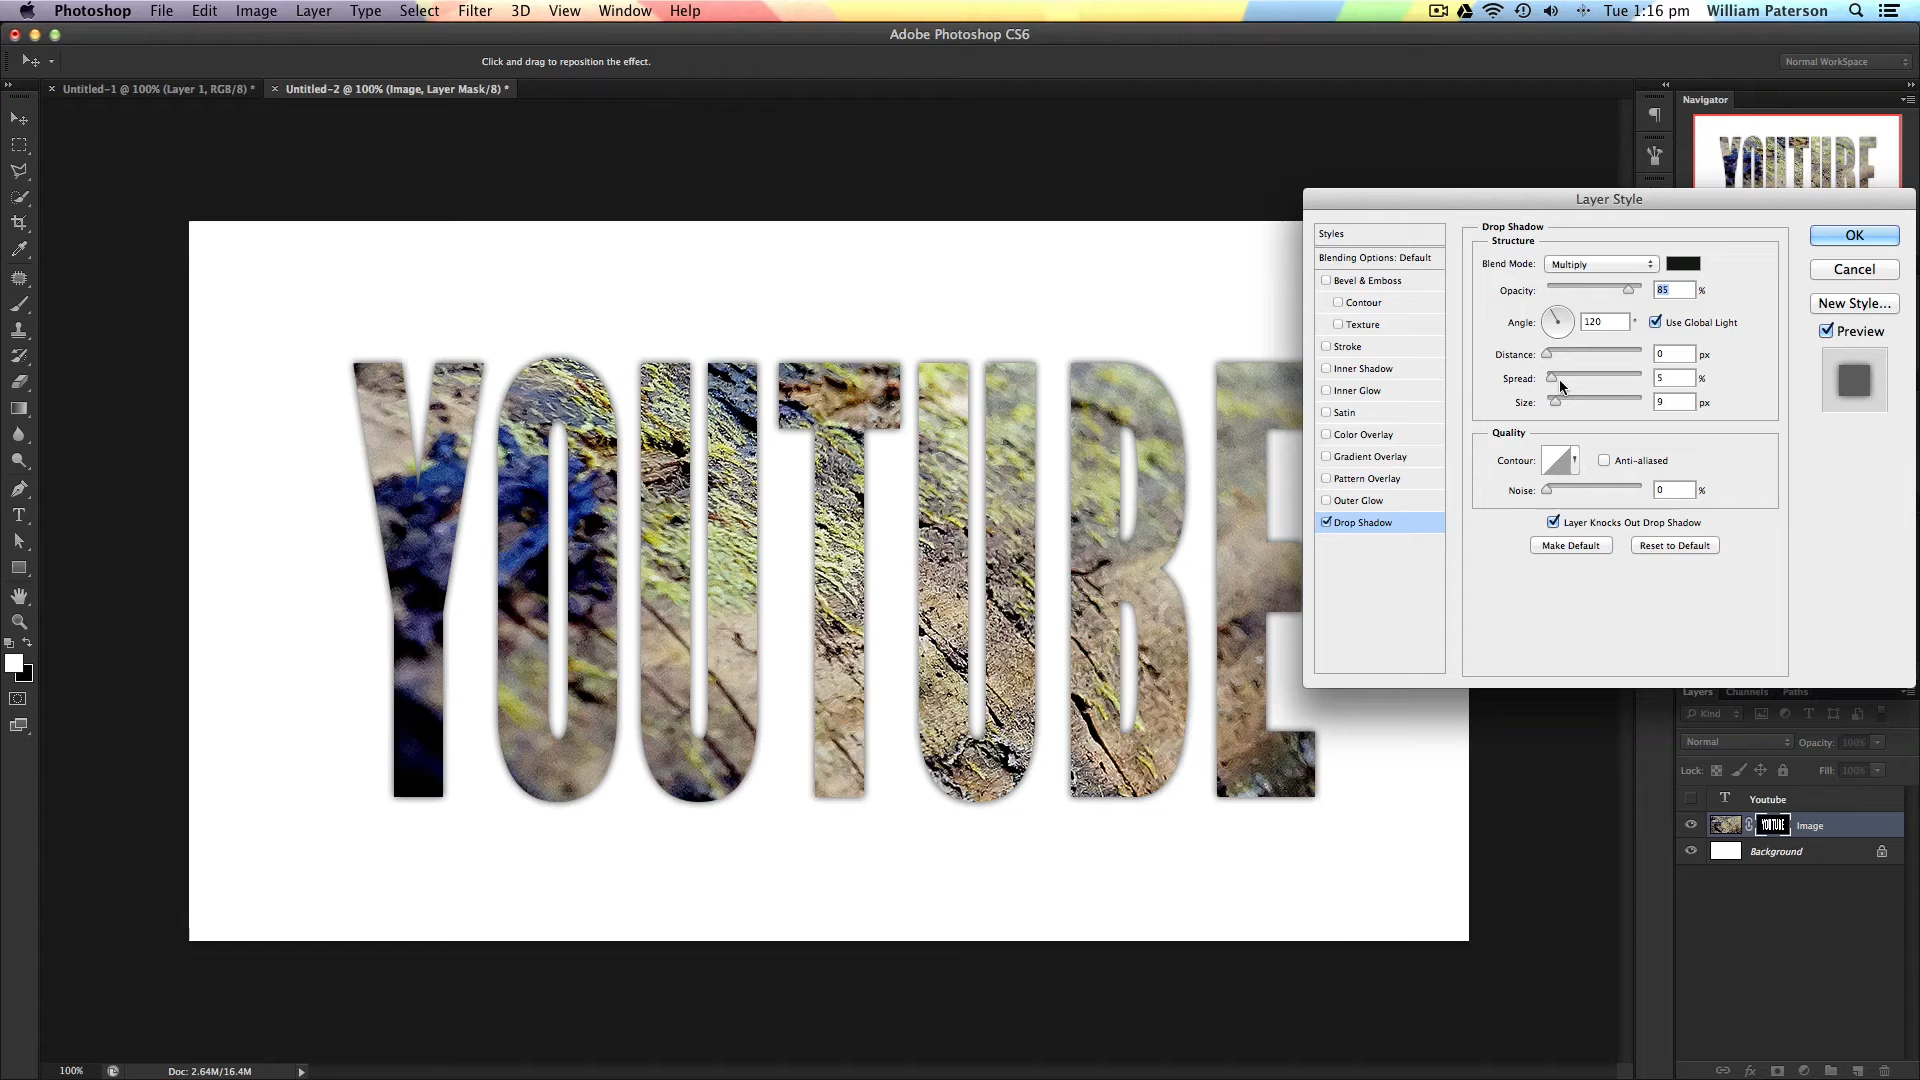 Photoshop File Edit Image Layer Type Select Filter 3D View Window Help Tue 1:16 pm William Paterson
Adobe Photoshop CS6
Click and drag to reposition the effect. Normal WorkSpace
Untitled-1 @ 100% (Layer 1, RGB/8) * Untitled-2 @ 100% (Image, Layer Mask/8) *
Navigator
YOUTUBE
Layer Style
Styles
Blending Options: Default
Bevel & Emboss
Contour
Texture
Stroke
Inner Shadow
Inner Glow
Satin
Color Overlay
Gradient Overlay
Pattern Overlay
Outer Glow
Drop Shadow
Drop Shadow
Structure
Blend Mode: Multiply
Opacity: 85 %
Angle: 120 ° Use Global Light
Distance: 0 px
Spread: 5 %
Size: 9 px
Quality
Contour: Anti-aliased
Noise: 0 %
Layer Knocks Out Drop Shadow
Make Default Reset to Default
OK
Cancel
New Style...
Preview
YOUTUBE
Layers Channels Paths
Kind
Normal Opacity: 100%
Lock: Fill: 100%
T Youtube
YOUTUBE Image
Background
100% Doc: 2.64M/16.4M
fx